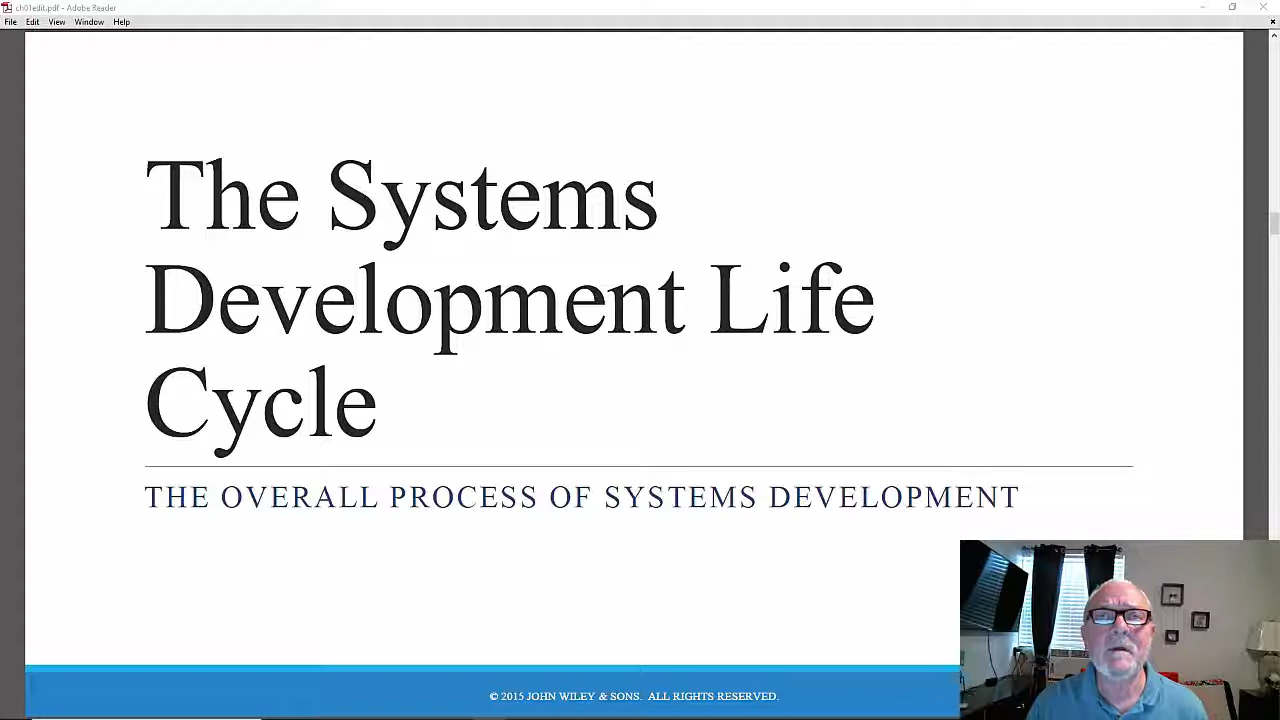 ch01edit.pdf - Adobe Reader
File Edit View Window Help
The Systems
Development Life
Cycle
THE OVERALL PROCESS OF SYSTEMS DEVELOPMENT
© 2015 JOHN WILEY & SONS. ALL RIGHTS RESERVED.